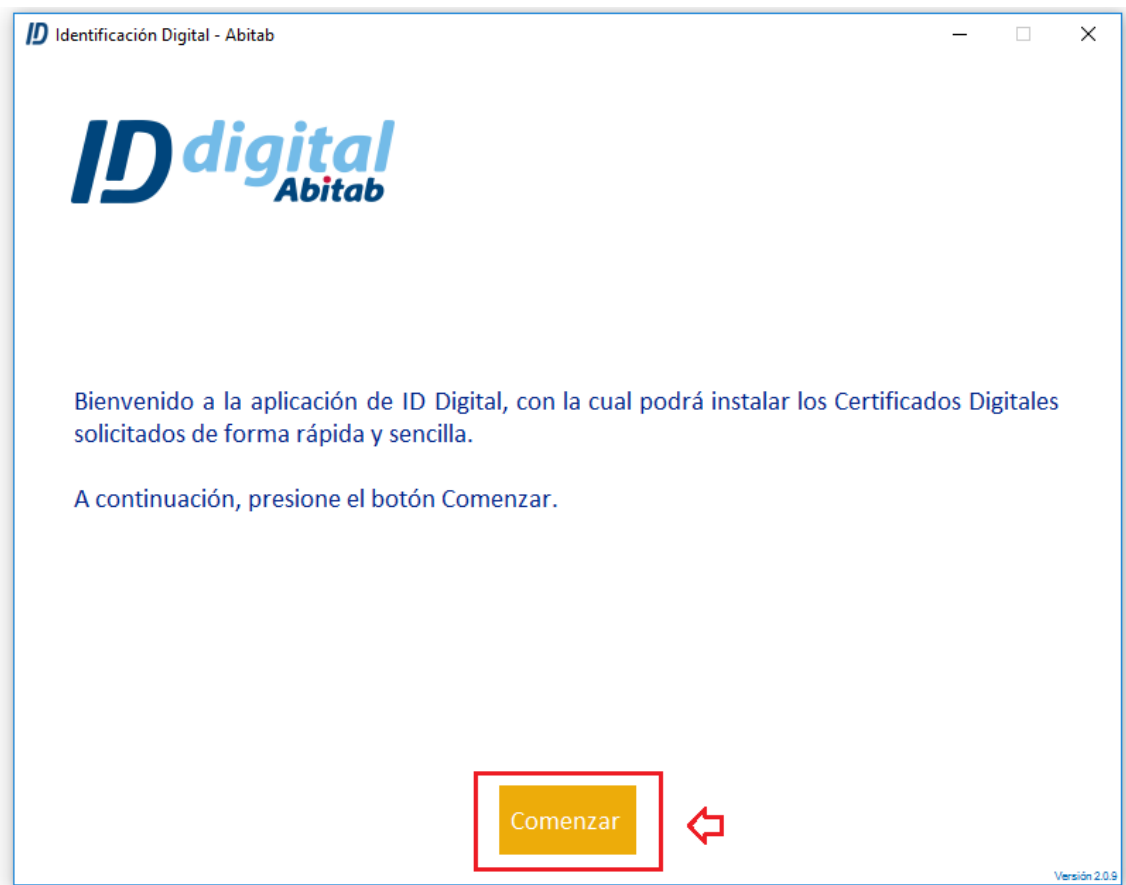 ID Identificación Digital - Abitab
ID digital
Abitab
Bienvenido a la aplicación de ID Digital, con la cual podrá instalar los Certificados Digitales
solicitados de forma rápida y sencilla.
A continuación, presione el botón Comenzar.
Comenzar
Versión 2.0.9